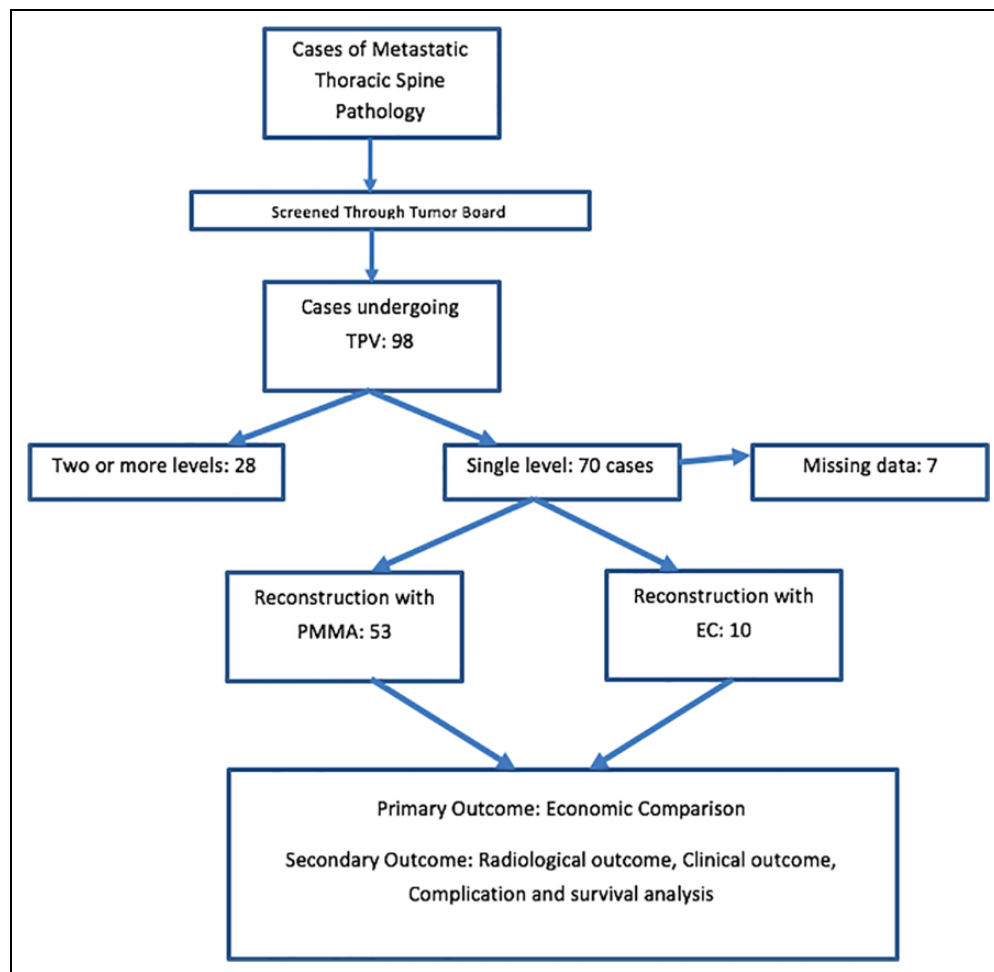 Cases of Metastatic
Thoracic Spine
Pathology
Screened Through Tumor Board
Cases undergoing
TPV: 98
Two or more levels: 28
Single level: 70 cases
Missing data: 7
Reconstruction with
PMMA: 53
Reconstruction with
EC: 10
Primary Outcome: Economic Comparison
Secondary Outcome: Radiological outcome, Clinical outcome,
Complication and survival analysis